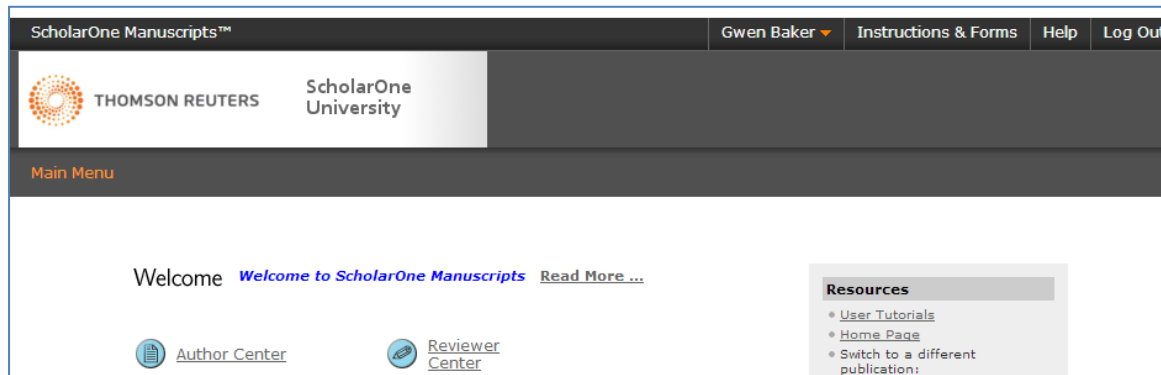 ScholarOne Manuscripts™ Gwen Baker Instructions & Forms Help Log Out
THOMSON REUTERS
ScholarOne
University
Main Menu
Welcome Welcome to ScholarOne Manuscripts Read More ...
Author Center
Reviewer
Center
Resources
User Tutorials
Home Page
Switch to a different
publication: